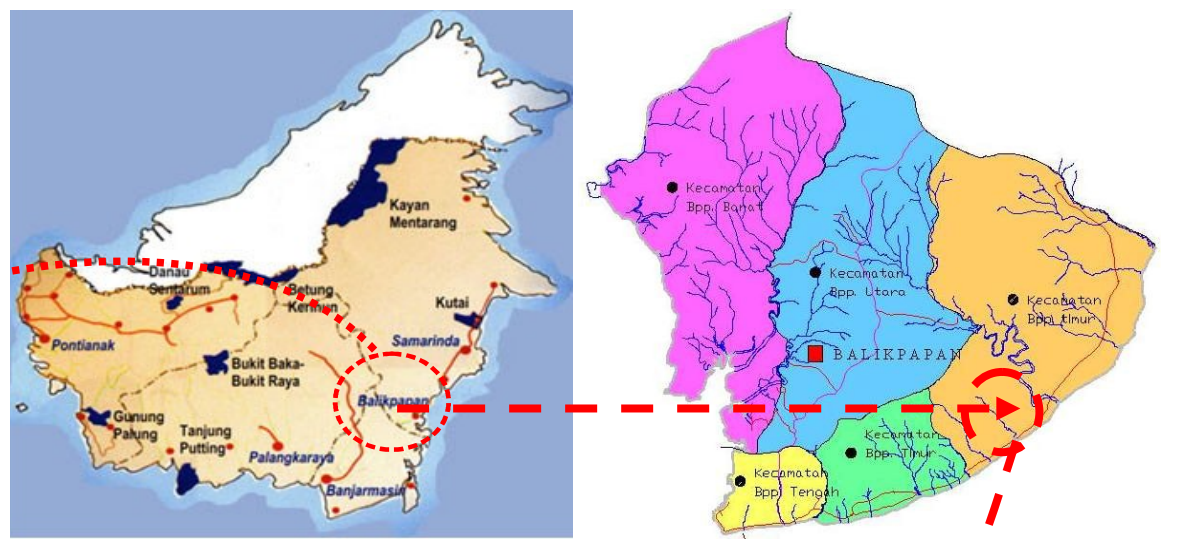 Kayan
Mentarang
Danau
Sentarum
Betung
Kerihun
Kutai
Pontianak
Samarinda
Bukit Baka-
Bukit Raya
Balikpapan
Gunung
Palung
Tanjung
Putting
Palangkaraya
Banjarmasin
Kecamatan
Bpp. Barat
Kecamatan
Bpp. Utara
Kecamatan
Bpp. tImur
BALIKPAPAN
Kecamatan
Bpp. TImur
Kecamatan
Bpp. Tengah